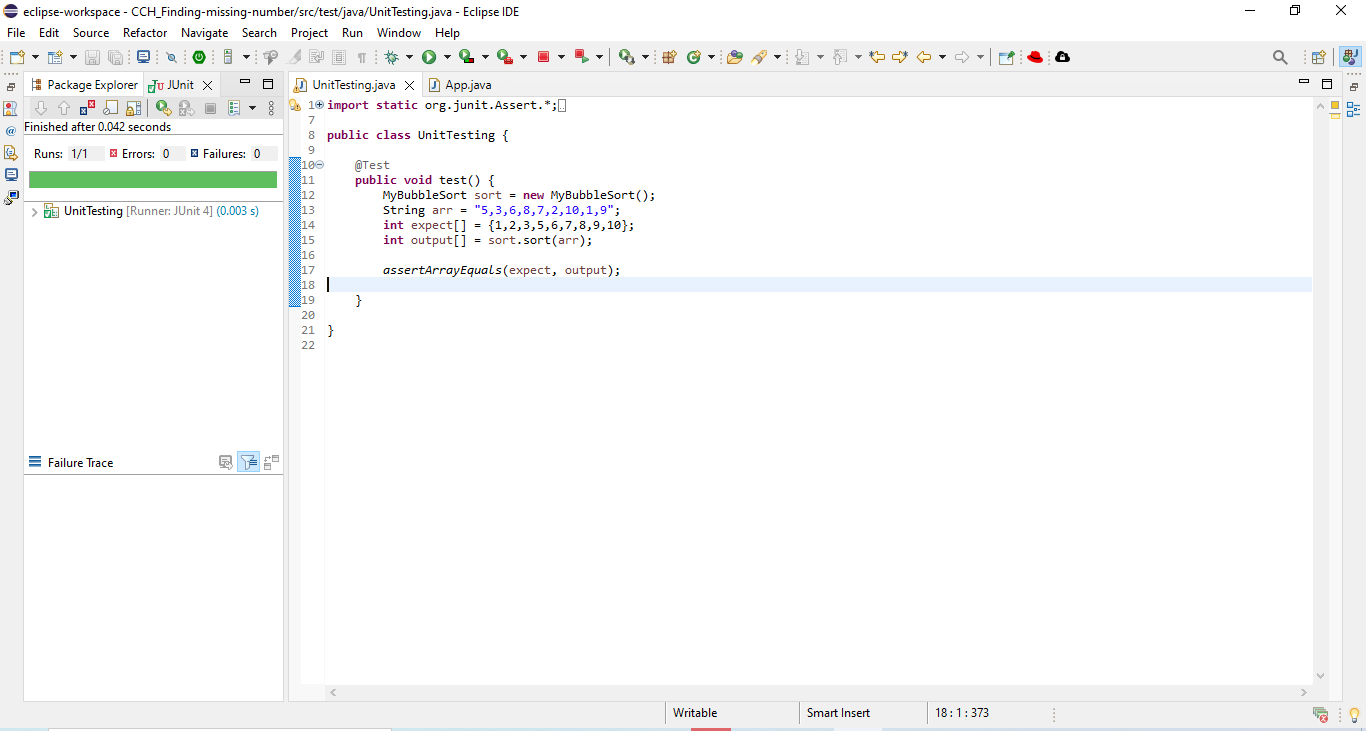 eclipse-workspace - CCH_Finding-missing-number/src/test/java/UnitTesting.java - Eclipse IDE
File Edit Source Refactor Navigate Search Project Run Window Help
Package Explorer JUnit
Finished after 0.042 seconds
Runs: 1/1 Errors: 0 Failures: 0
UnitTesting [Runner: JUnit 4] (0.003 s)
Failure Trace
UnitTesting.java App.java
1 import static org.junit.Assert.*;
7
8 public class UnitTesting {
9
10 @Test
11 public void test() {
12 MyBubbleSort sort = new MyBubbleSort();
13 String arr = "5,3,6,8,7,2,10,1,9";
14 int expect[] = {1,2,3,5,6,7,8,9,10};
15 int output[] = sort.sort(arr);
16
17 assertArrayEquals(expect, output);
18
19 }
20
21 }
22
Writable Smart Insert 18 : 1 : 373